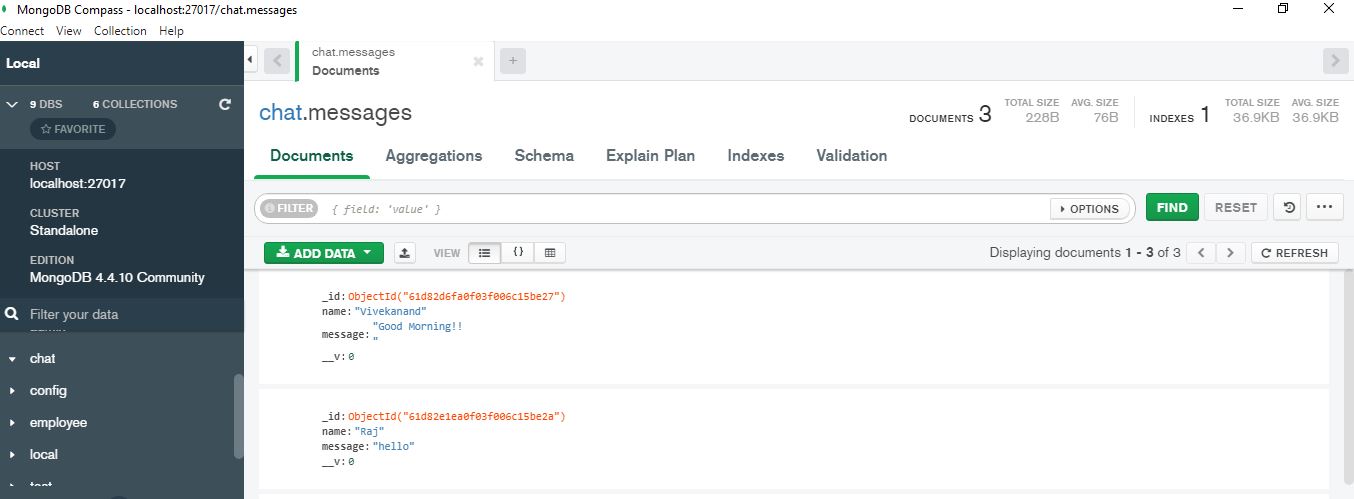 MongoDB Compass - localhost:27017/chat.messages
Connect View Collection Help
Local
9 DBS 6 COLLECTIONS
FAVORITE
HOST
localhost:27017
CLUSTER
Standalone
EDITION
MongoDB 4.4.10 Community
Filter your data
chat
config
employee
local
chat.messages
Documents
chat.messages
DOCUMENTS 3
TOTAL SIZE
228B
AVG. SIZE
76B
INDEXES 1
TOTAL SIZE
36.9KB
AVG. SIZE
36.9KB
Documents Aggregations Schema Explain Plan Indexes Validation
FILTER { field: 'value' } OPTIONS FIND RESET
ADD DATA VIEW {} Displaying documents 1 - 3 of 3 REFRESH
_id: ObjectId("61d82d6fa0f03f006c15be27")
name: "Vivekanand"
message: "Good Morning!!
"
__v: 0
_id: ObjectId("61d82e1ea0f03f006c15be2a")
name: "Raj"
message: "hello"
__v: 0